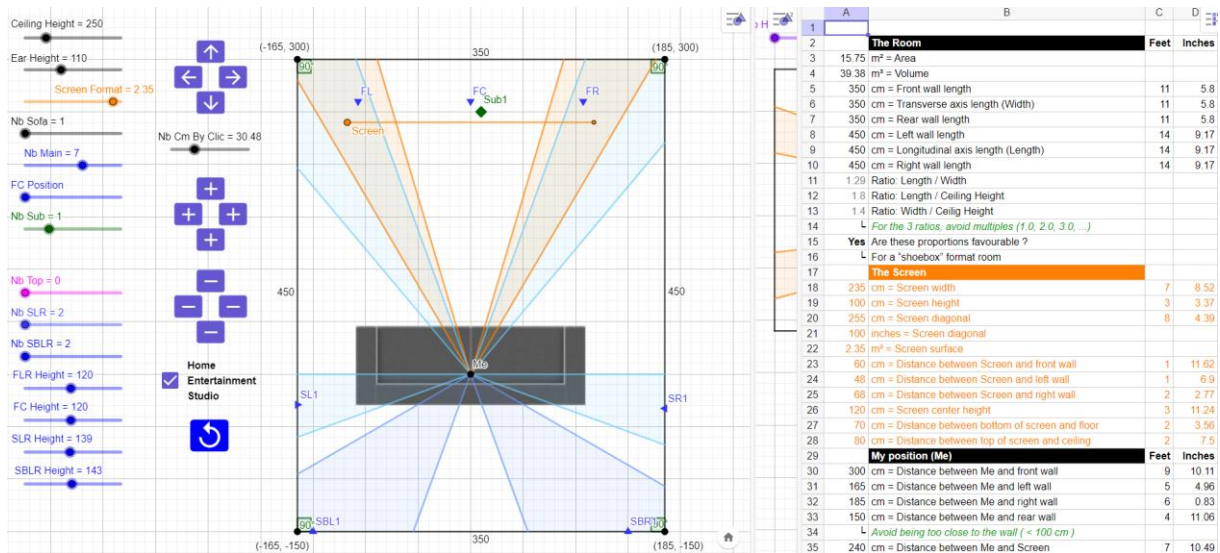 Ceiling Height = 250
Ear Height = 110
Screen Format = 2.35
Nb Sofa = 1
Nb Cm By Clic = 30.48
Nb Main = 7
FC Position
Nb Sub = 1
Nb Top = 0
Nb SLR = 2
Nb SBLR = 2
FLR Height = 120
FC Height = 120
SLR Height = 139
SBLR Height = 143
Home
Entertainment
Studio
(-165, 300)
350
(185, 300)
90
90
FL
FC
FR
Sub1
Screen
450
450
Me
SL1
SR1
90
SBL1
SBR1
90
(-165, -150)
350
(185, -150)
A B C D
1
2 The Room Feet Inches
3 15.75 m² = Area
4 39.38 m³ = Volume
5 350 cm = Front wall length 11 5.8
6 350 cm = Transverse axis length (Width) 11 5.8
7 350 cm = Rear wall length 11 5.8
8 450 cm = Left wall length 14 9.17
9 450 cm = Longitudinal axis length (Length) 14 9.17
10 450 cm = Right wall length 14 9.17
11 1.29 Ratio: Length / Width
12 1.8 Ratio: Length / Ceiling Height
13 1.4 Ratio: Width / Ceilig Height
14 For the 3 ratios, avoid multiples (1.0, 2.0, 3.0, ...)
15 Yes Are these proportions favourable ?
16 For a “shoebox” format room
17 The Screen
18 235 cm = Screen width 7 8.52
19 100 cm = Screen height 3 3.37
20 255 cm = Screen diagonal 8 4.39
21 100 inches = Screen diagonal
22 2.35 m² = Screen surface
23 60 cm = Distance between Screen and front wall 1 11.62
24 48 cm = Distance between Screen and left wall 1 6.9
25 68 cm = Distance between Screen and right wall 2 2.77
26 120 cm = Screen center height 3 11.24
27 70 cm = Distance between bottom of screen and floor 2 3.56
28 80 cm = Distance between top of screen and ceiling 2 7.5
29 My position (Me) Feet Inches
30 300 cm = Distance between Me and front wall 9 10.11
31 165 cm = Distance between Me and left wall 5 4.96
32 185 cm = Distance between Me and right wall 6 0.83
33 150 cm = Distance between Me and rear wall 4 11.06
34 Avoid being too close to the wall ( < 100 cm )
35 240 cm = Distance between Me and Screen 7 10.49